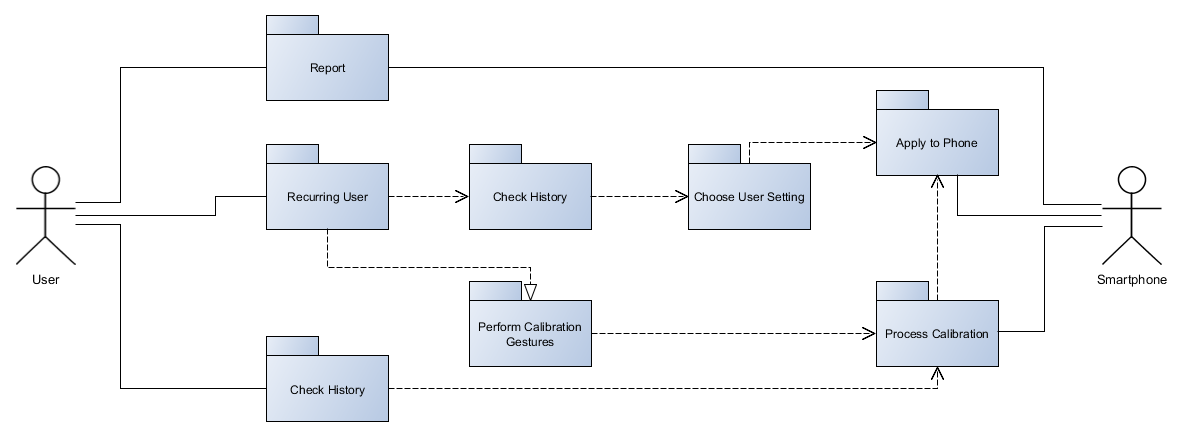 Report
Apply to Phone
Recurring User
Check History
Choose User Setting
User
Smartphone
Perform Calibration
Gestures
Process Calibration
Check History